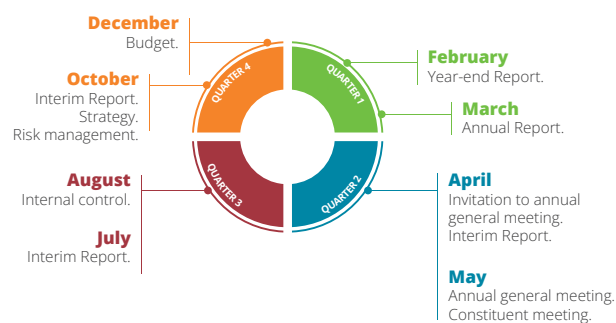 December
Budget.
October
Interim Report.
Strategy.
Risk management.
August
Internal control.
July
Interim Report.
QUARTER 4
QUARTER 1
QUARTER 3
QUARTER 2
February
Year-end Report.
March
Annual Report.
April
Invitation to annual
general meeting.
Interim Report.
May
Annual general meeting.
Constituent meeting.